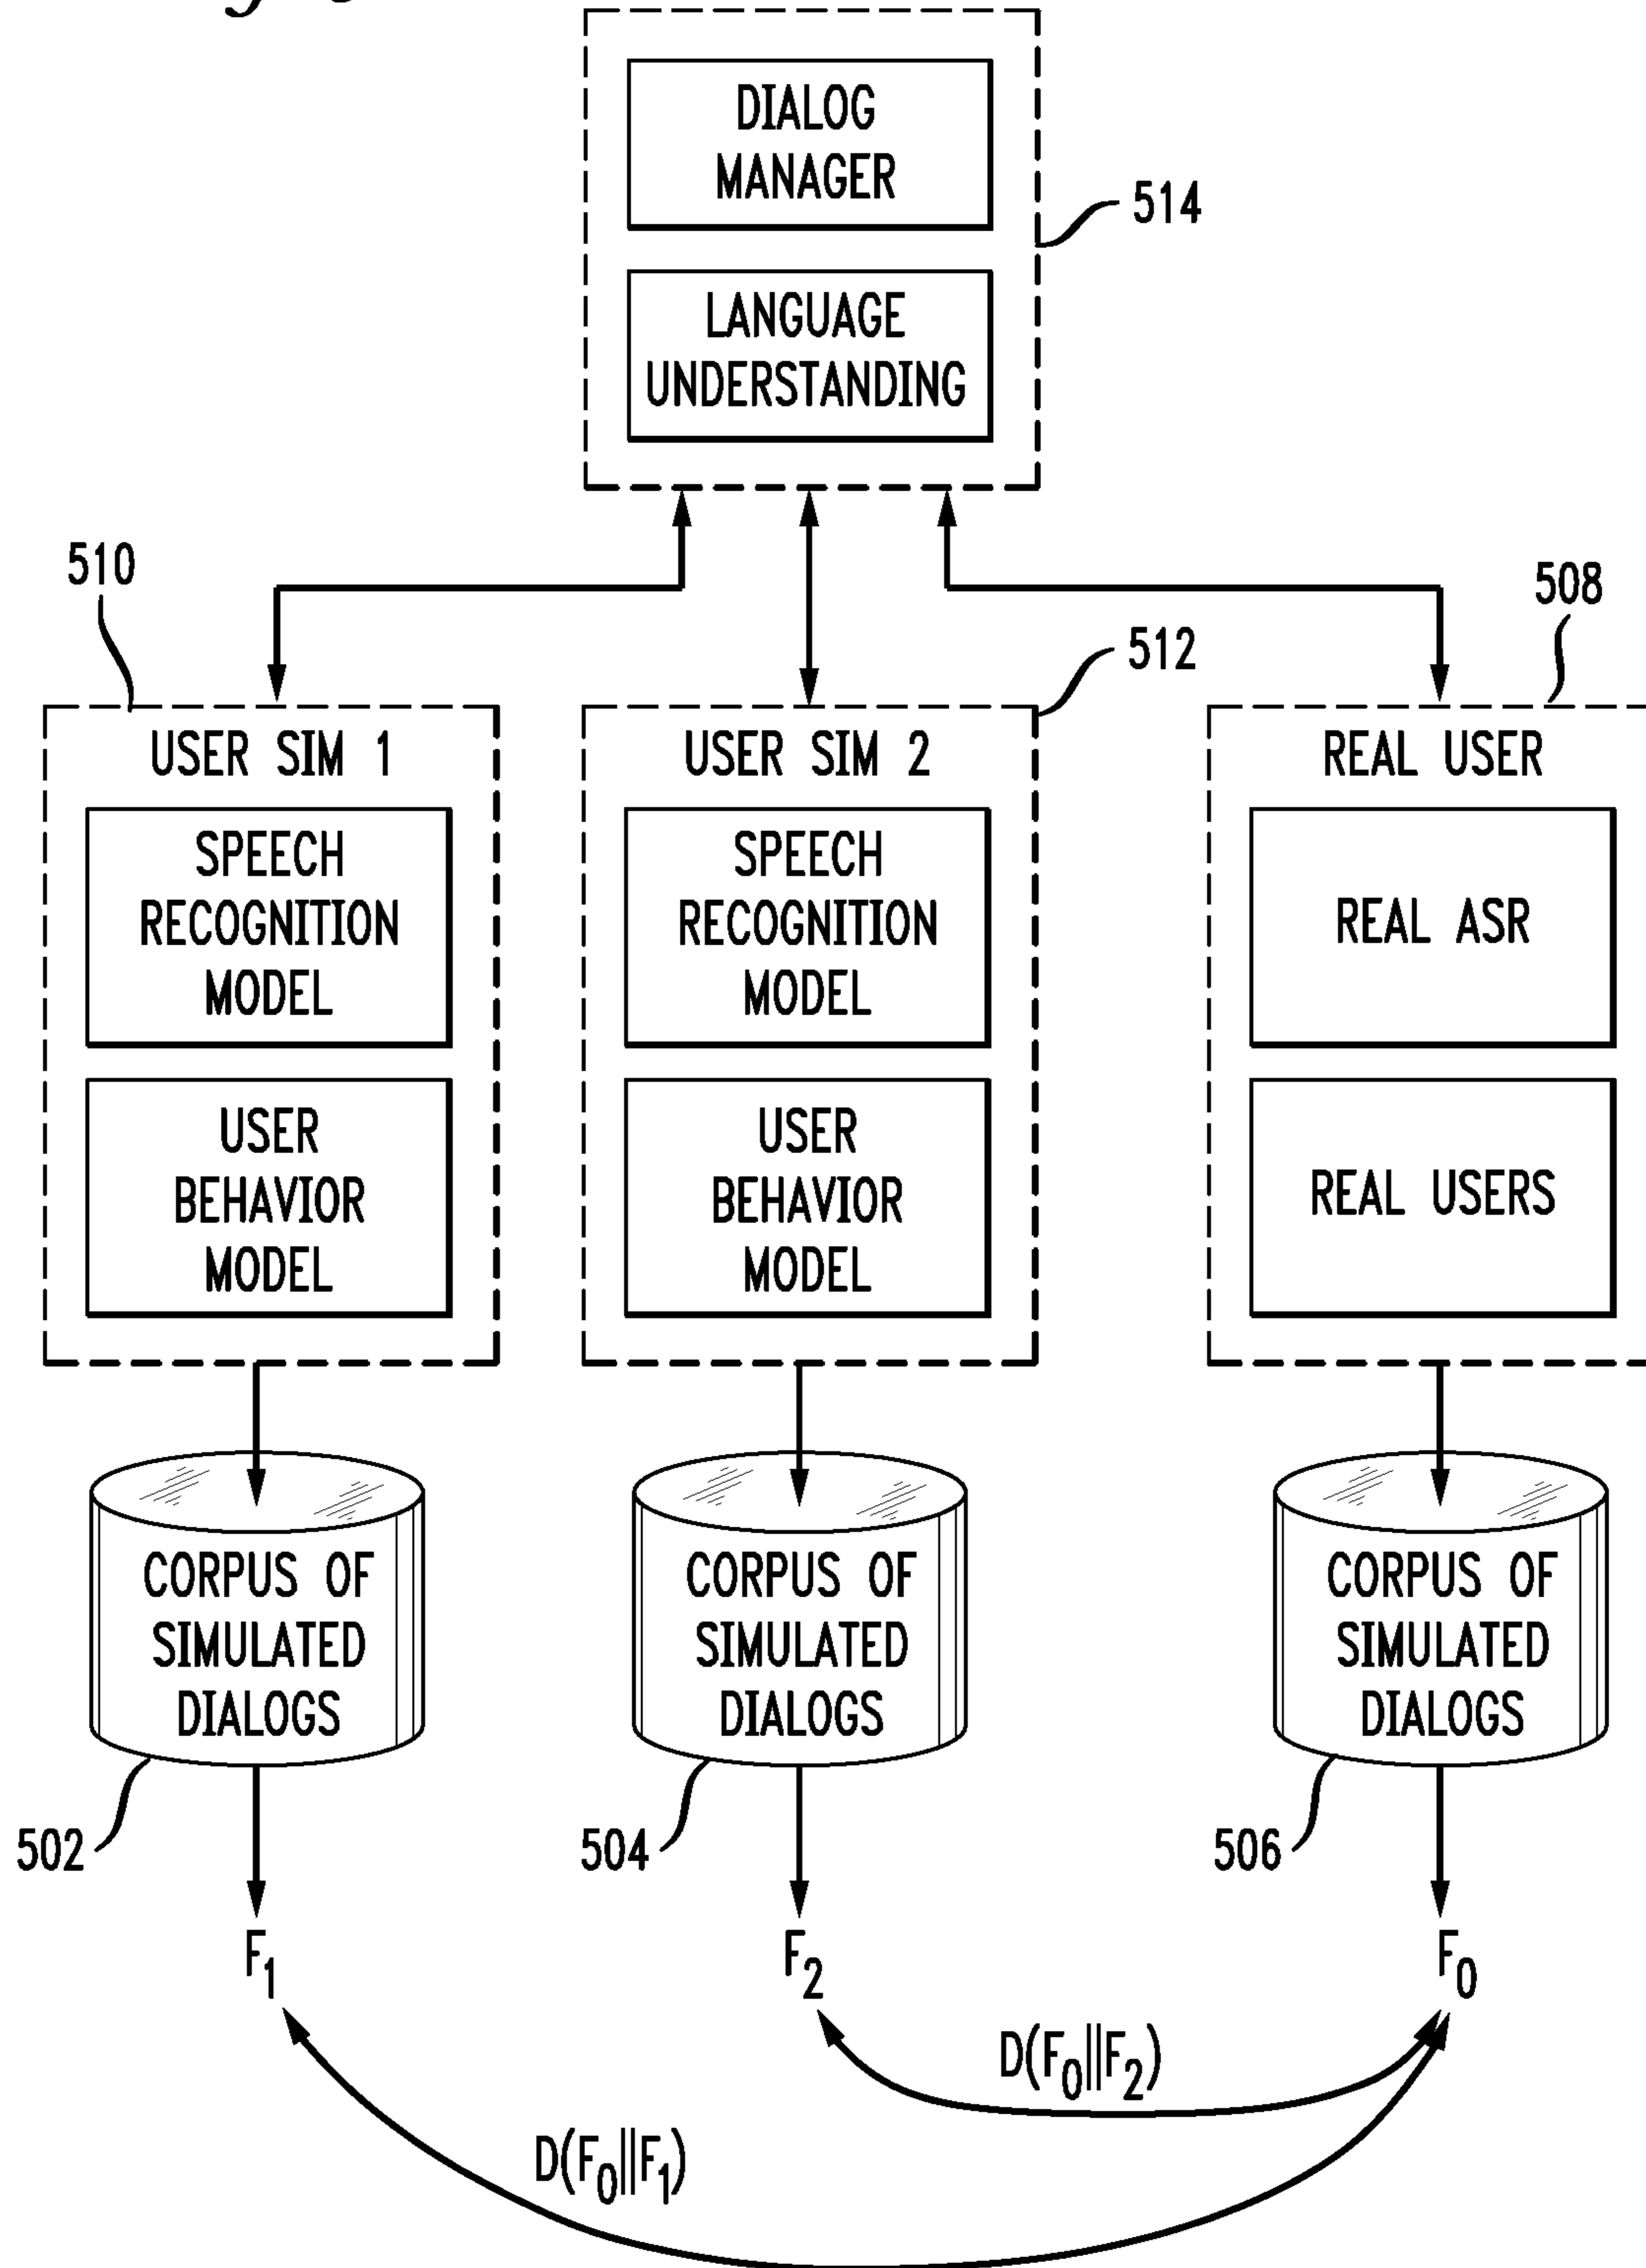 DIALOG
MANAGER
514
LANGUAGE
UNDERSTANDING
510
508
512
USER SIM 1
SPEECH
RECOGNITION
MODEL
USER
BEHAVIOR
MODEL
USER SIM 2
SPEECH
RECOGNITION
MODEL
USER
BEHAVIOR
MODEL
REAL USER
REAL ASR
REAL USERS
CORPUS OF
SIMULATED
DIALOGS
CORPUS OF
SIMULATED
DIALOGS
CORPUS OF
SIMULATED
DIALOGS
502
504
506
F1
F2
F0
D(F0||F2)
D(F0||F1)